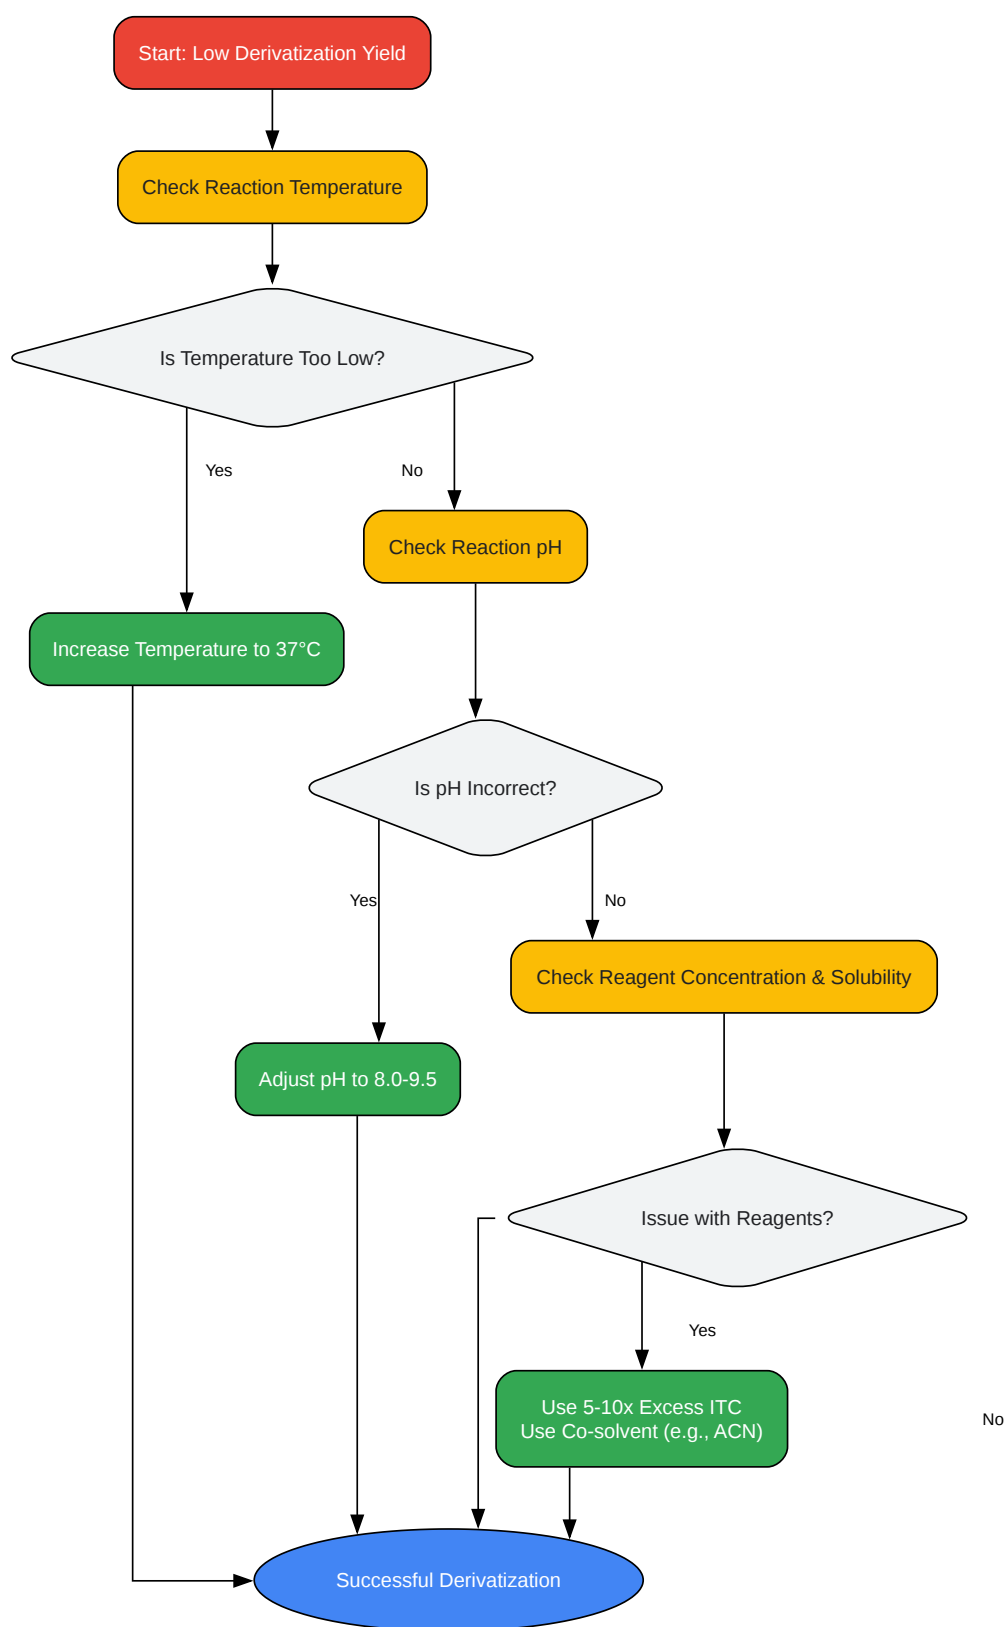 Start: Low Derivatization Yield
Check Reaction Temperature
Is Temperature Too Low?
Yes
No
Check Reaction pH
Increase Temperature to 37°C
Is pH Incorrect?
Yes
No
Check Reagent Concentration & Solubility
Adjust pH to 8.0-9.5
Issue with Reagents?
Yes
Use 5-10x Excess ITC
Use Co-solvent (e.g., ACN)
No
Successful Derivatization